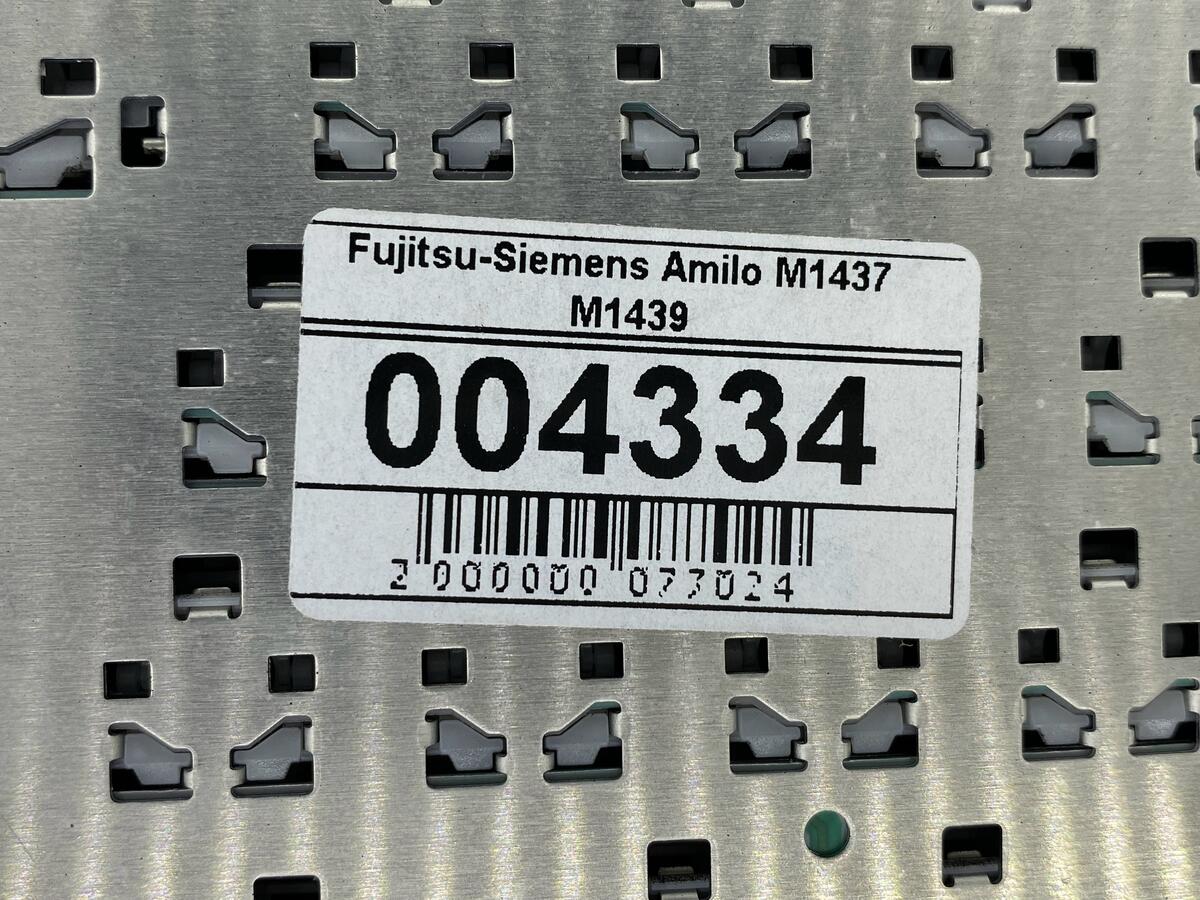 Fujitsu-Siemens Amilo M1437
M1439
004334
2 000000 077024